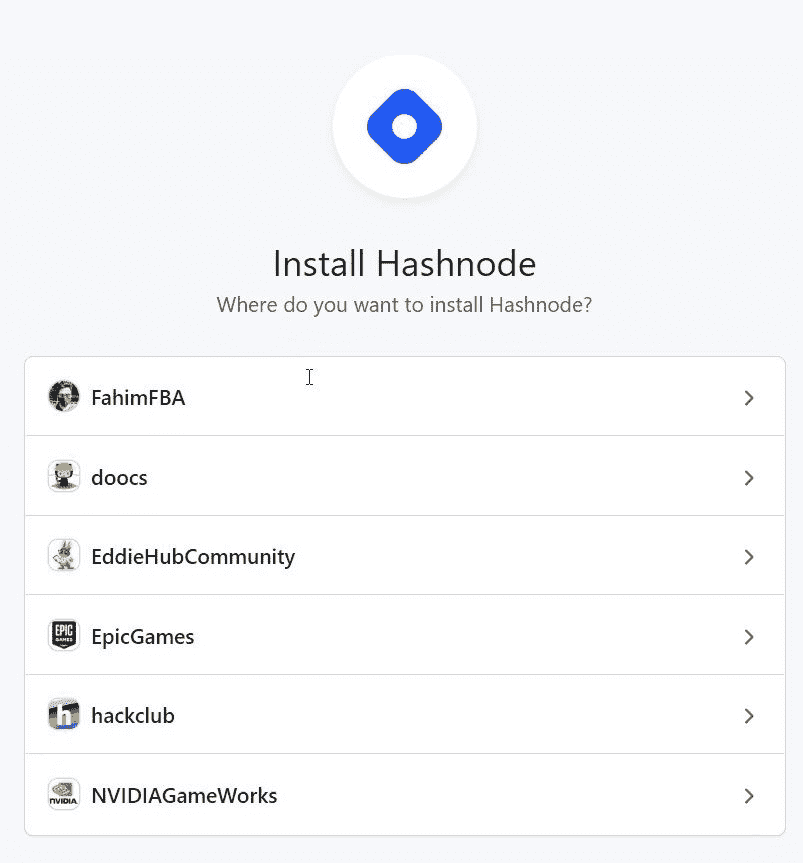 Install Hashnode
Where do you want to install Hashnode?
FahimFBA
doocs
EddieHubCommunity
EPIC
GAMES
EpicGames
h
hackclub
NVIDIA
NVIDIAGameWorks